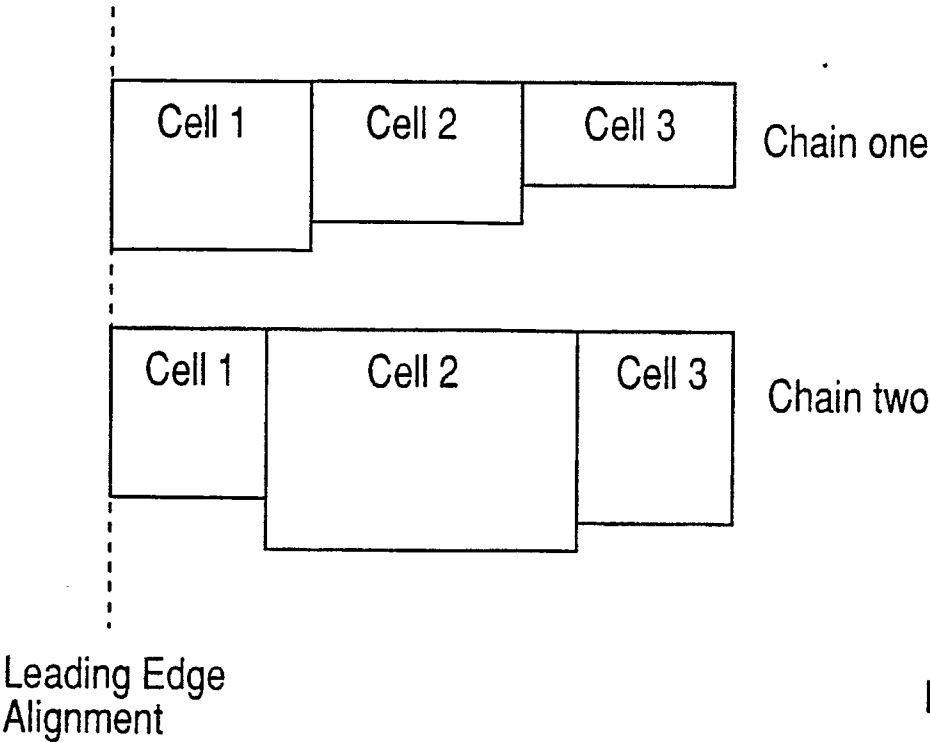 Cell 1
Cell 2
Cell 3
Chain one
Cell 1
Cell 2
Cell 3
Chain two
Leading Edge
Alignment